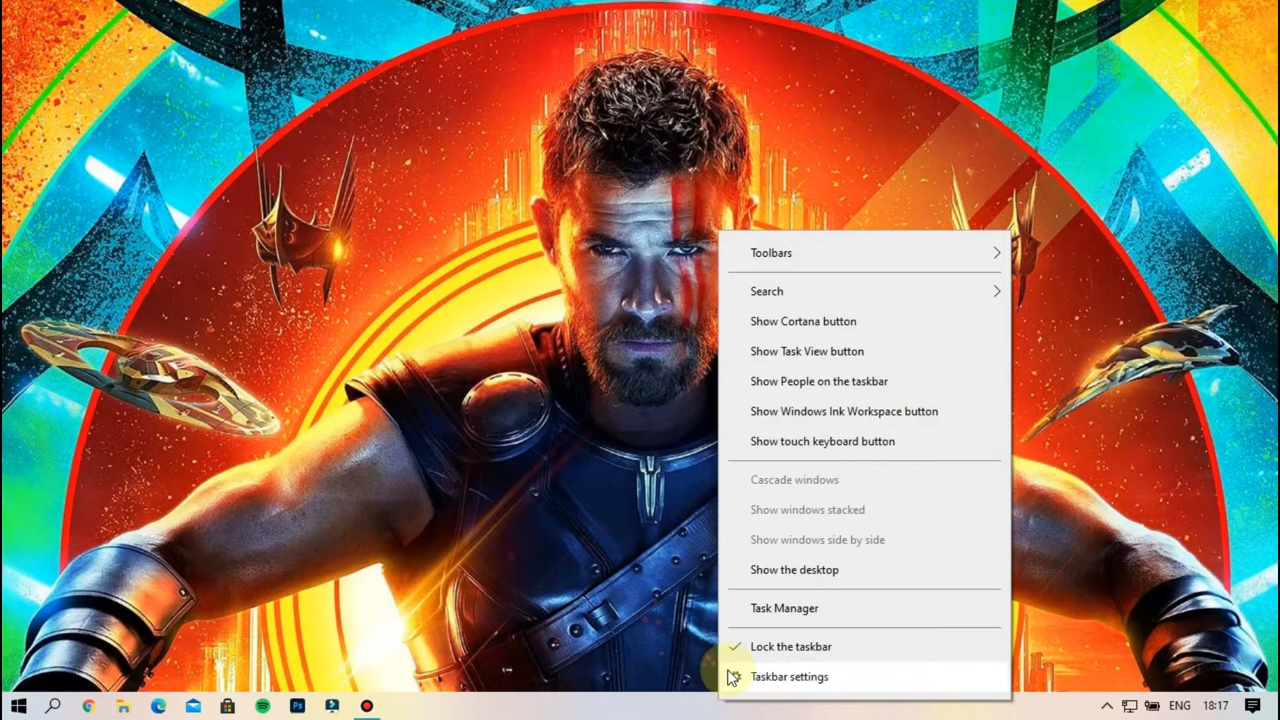 Toolbars
Search
Show Cortana button
Show Task View button
Show People on the taskbar
Show Windows Ink Workspace button
Show touch keyboard button
Cascade windows
Show windows stacked
Show windows side by side
Show the desktop
Task Manager
Lock the taskbar
Taskbar settings
Ps
ENG 18:17